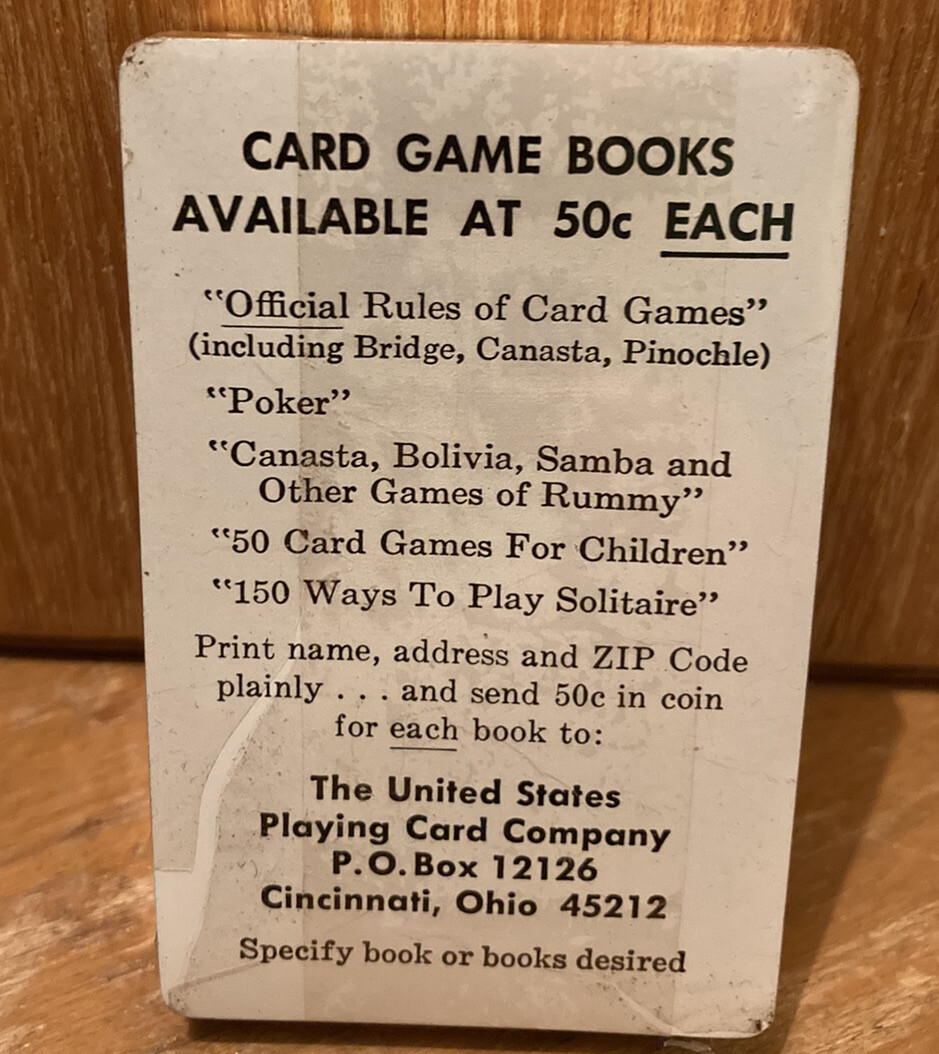 CARD GAME BOOKS
AVAILABLE AT 50c EACH
“Official Rules of Card Games”
(including Bridge, Canasta, Pinochle)
“Poker”
“Canasta, Bolivia, Samba and
Other Games of Rummy”
“50 Card Games For Children”
“150 Ways To Play Solitaire”
Print name, address and ZIP Code
plainly . . . and send 50c in coin
for each book to:
The United States
Playing Card Company
P.O. Box 12126
Cincinnati, Ohio 45212
Specify book or books desired